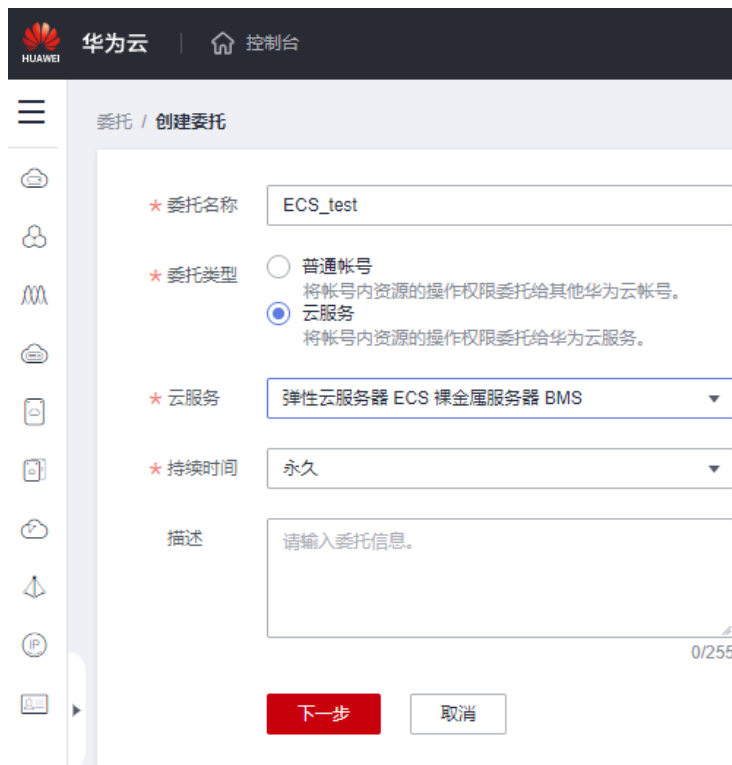 HUAWEI
华为云
控制台
委托 / 创建委托
* 委托名称 ECS_test
* 委托类型 普通帐号
将帐号内资源的操作权限委托给其他华为云帐号。
云服务
将帐号内资源的操作权限委托给华为云服务。
* 云服务 弹性云服务器 ECS 裸金属服务器 BMS
* 持续时间 永久
描述 请输入委托信息。
0/255
IP
下一步 取消